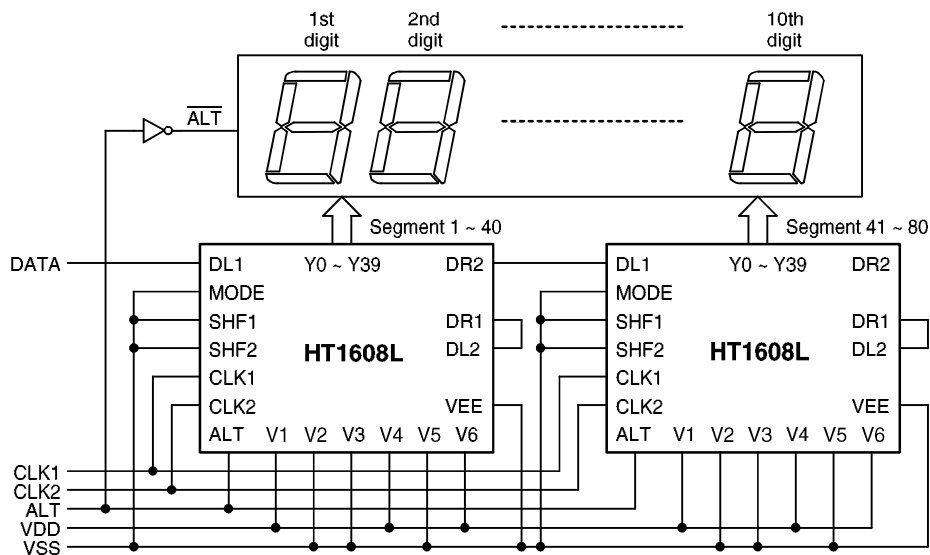 1st digit
2nd digit
10th digit
ALT
Segment 1 ~ 40
Segment 41 ~ 80
DATA
DL1
Y0 ~ Y39
DR2
MODE
SHF1
DR1
SHF2
HT1608L
DL2
CLK1
CLK2
VEE
ALT V1 V2 V3 V4 V5 V6
DL1
Y0 ~ Y39
DR2
MODE
SHF1
DR1
SHF2
HT1608L
DL2
CLK1
CLK2
VEE
ALT V1 V2 V3 V4 V5 V6
CLK1
CLK2
ALT
VDD
VSS